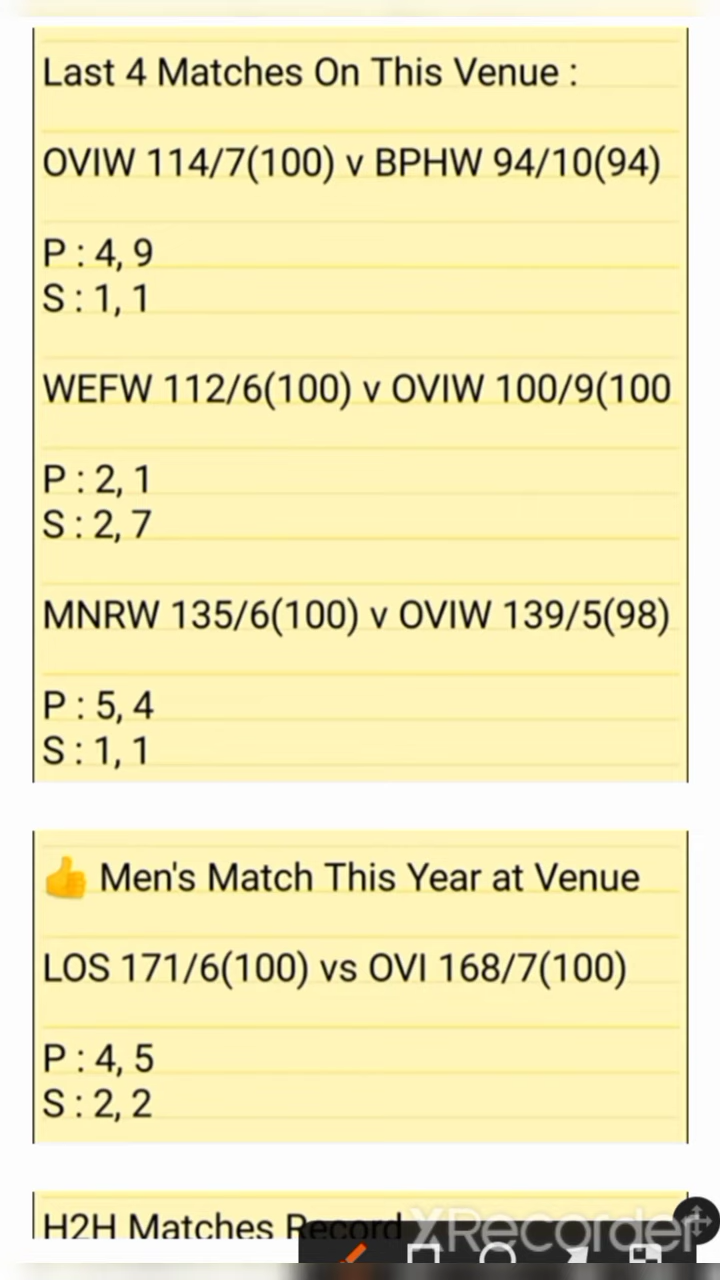 Last 4 Matches On This Venue :
OVIW 114/7(100) v BPHW 94/10(94)
P : 4, 9
S : 1, 1
WEFW 112/6(100) v OVIW 100/9(100
P : 2, 1
S : 2, 7
MNRW 135/6(100) v OVIW 139/5(98)
P : 5, 4
S : 1, 1
👍 Men's Match This Year at Venue
LOS 171/6(100) vs OVI 168/7(100)
P : 4, 5
S : 2, 2
H2H Matches Record
XRecorder